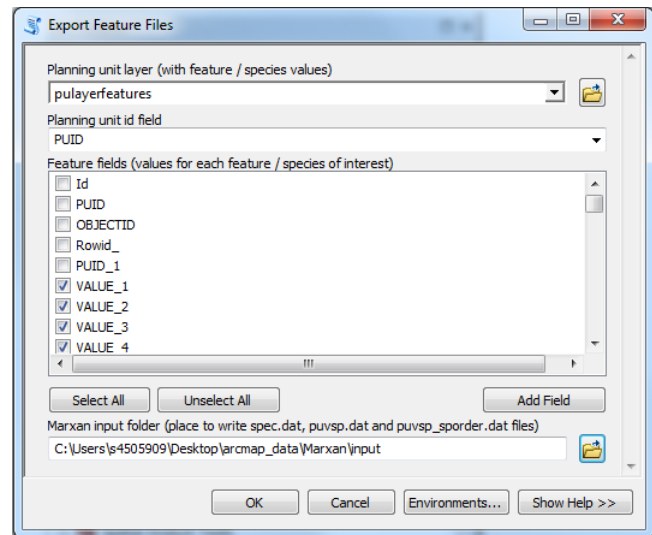 Export Feature Files
Planning unit layer (with feature / species values)
pulayerfeatures
Planning unit id field
PUID
Feature fields (values for each feature / species of interest)
Id
PUID
OBJECTID
Rowid_
PUID_1
VALUE_1
VALUE_2
VALUE_3
VALUE 4
Select All Unselect All Add Field
Marxan input folder (place to write spec.dat, puvsp.dat and puvsp_sporder.dat files)
C:\Users\s4505909\Desktop\arcmap_data\Marxan\input
OK Cancel Environments... Show Help >>